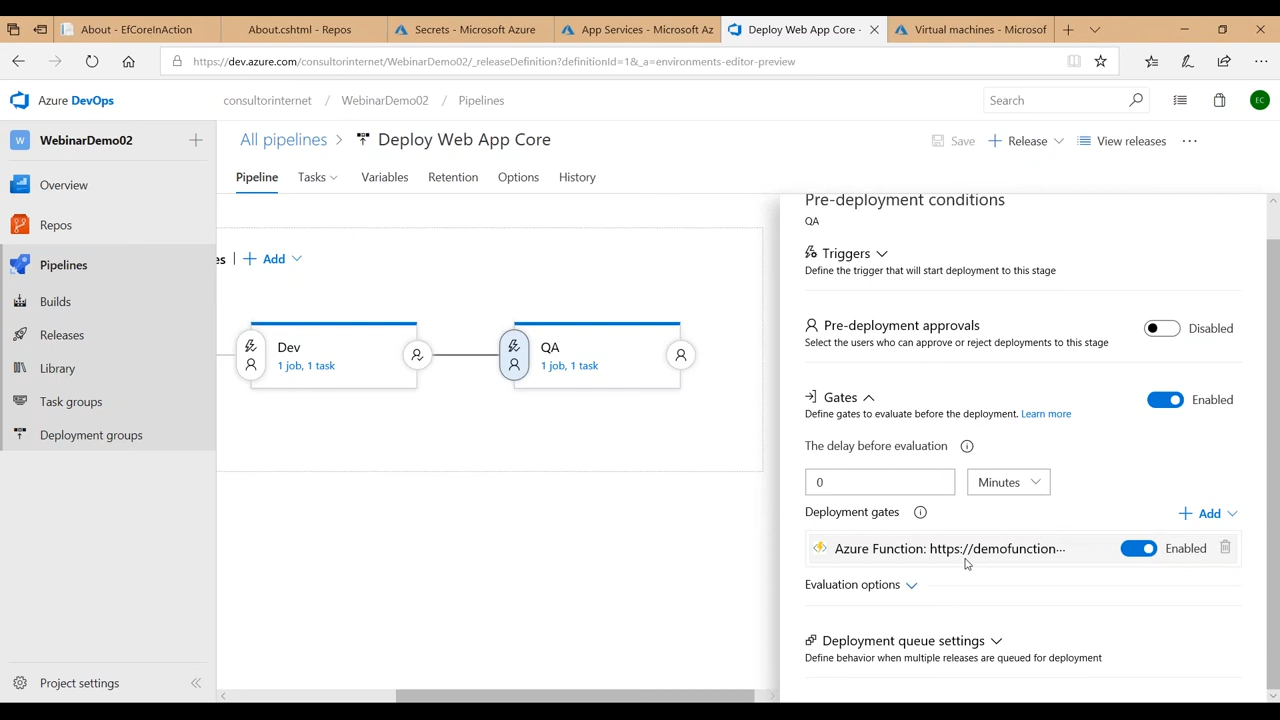 About - EfCoreInAction
About.cshtml - Repos
Secrets - Microsoft Azure
App Services - Microsoft Az
Deploy Web App Core -
Virtual machines - Microsof
https://dev.azure.com/consultorinternet/WebinarDemo02/_releaseDefinition?definitionId=1&_a=environments-editor-preview
Azure DevOps
consultorinternet / WebinarDemo02 / Pipelines
Search
EC
W WebinarDemo02
All pipelines > Deploy Web App Core
Save
Release
View releases
Overview
Repos
Pipelines
Builds
Releases
Library
Task groups
Deployment groups
Project settings
Pipeline Tasks Variables Retention Options History
es | Add
Dev
1 job, 1 task
QA
1 job, 1 task
Pre-deployment conditions
QA
Triggers
Define the trigger that will start deployment to this stage
Pre-deployment approvals
Disabled
Select the users who can approve or reject deployments to this stage
Gates
Enabled
Define gates to evaluate before the deployment. Learn more
The delay before evaluation
0 Minutes
Deployment gates
Add
Azure Function: https://demofunction···
Enabled
Evaluation options
Deployment queue settings
Define behavior when multiple releases are queued for deployment